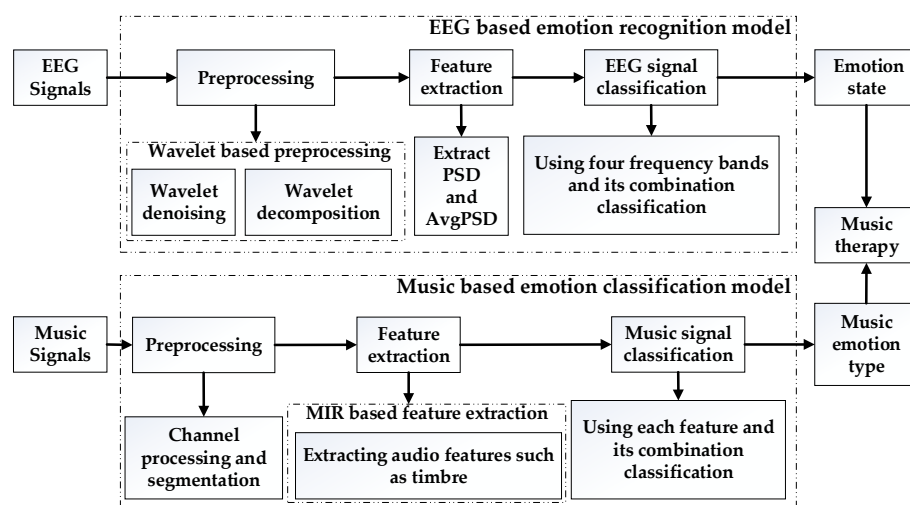 EEG based emotion recognition model
EEG
Signals
Preprocessing
Feature
extraction
EEG signal
classification
Emotion
state
Wavelet based preprocessing
Wavelet
denoising
Wavelet
decomposition
Extract
PSD
and
AvgPSD
Using four frequency bands
and its combination
classification
Music
therapy
Music based emotion classification model
Music
Signals
Preprocessing
Feature
extraction
Music signal
classification
Music
emotion
type
Channel
processing and
segmentation
MIR based feature extraction
Extracting audio features such
as timbre
Using each feature and
its combination
classification